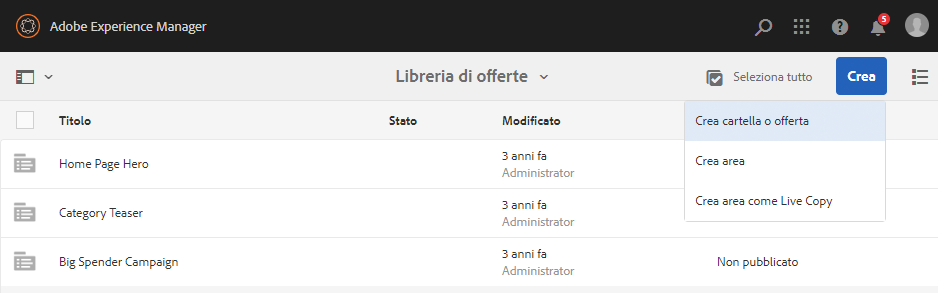 Adobe Experience Manager
5
Libreria di offerte
Seleziona tutto
Crea
Titolo
Stato
Modificato
Crea cartella o offerta
Crea area
Crea area come Live Copy
Home Page Hero
3 anni fa
Administrator
Category Teaser
3 anni fa
Administrator
Big Spender Campaign
3 anni fa
Administrator
Non pubblicato